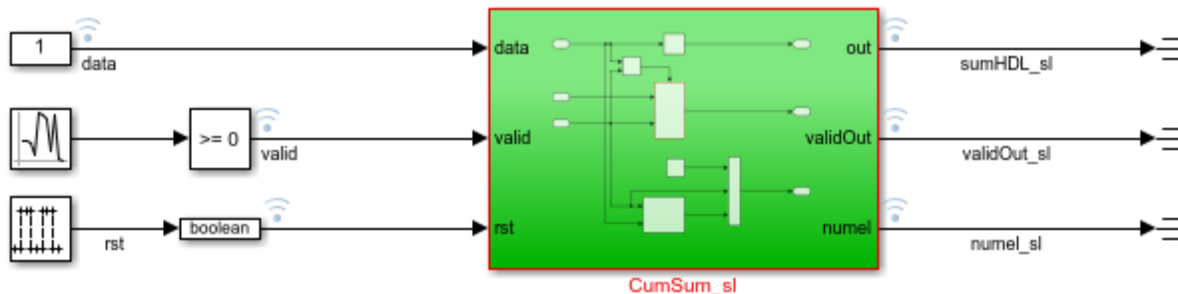 1
data
data
out
sumHDL_sl
>= 0
valid
valid
validOut
validOut_sl
rst
boolean
rst
numel
numel_sl
CumSum_sl